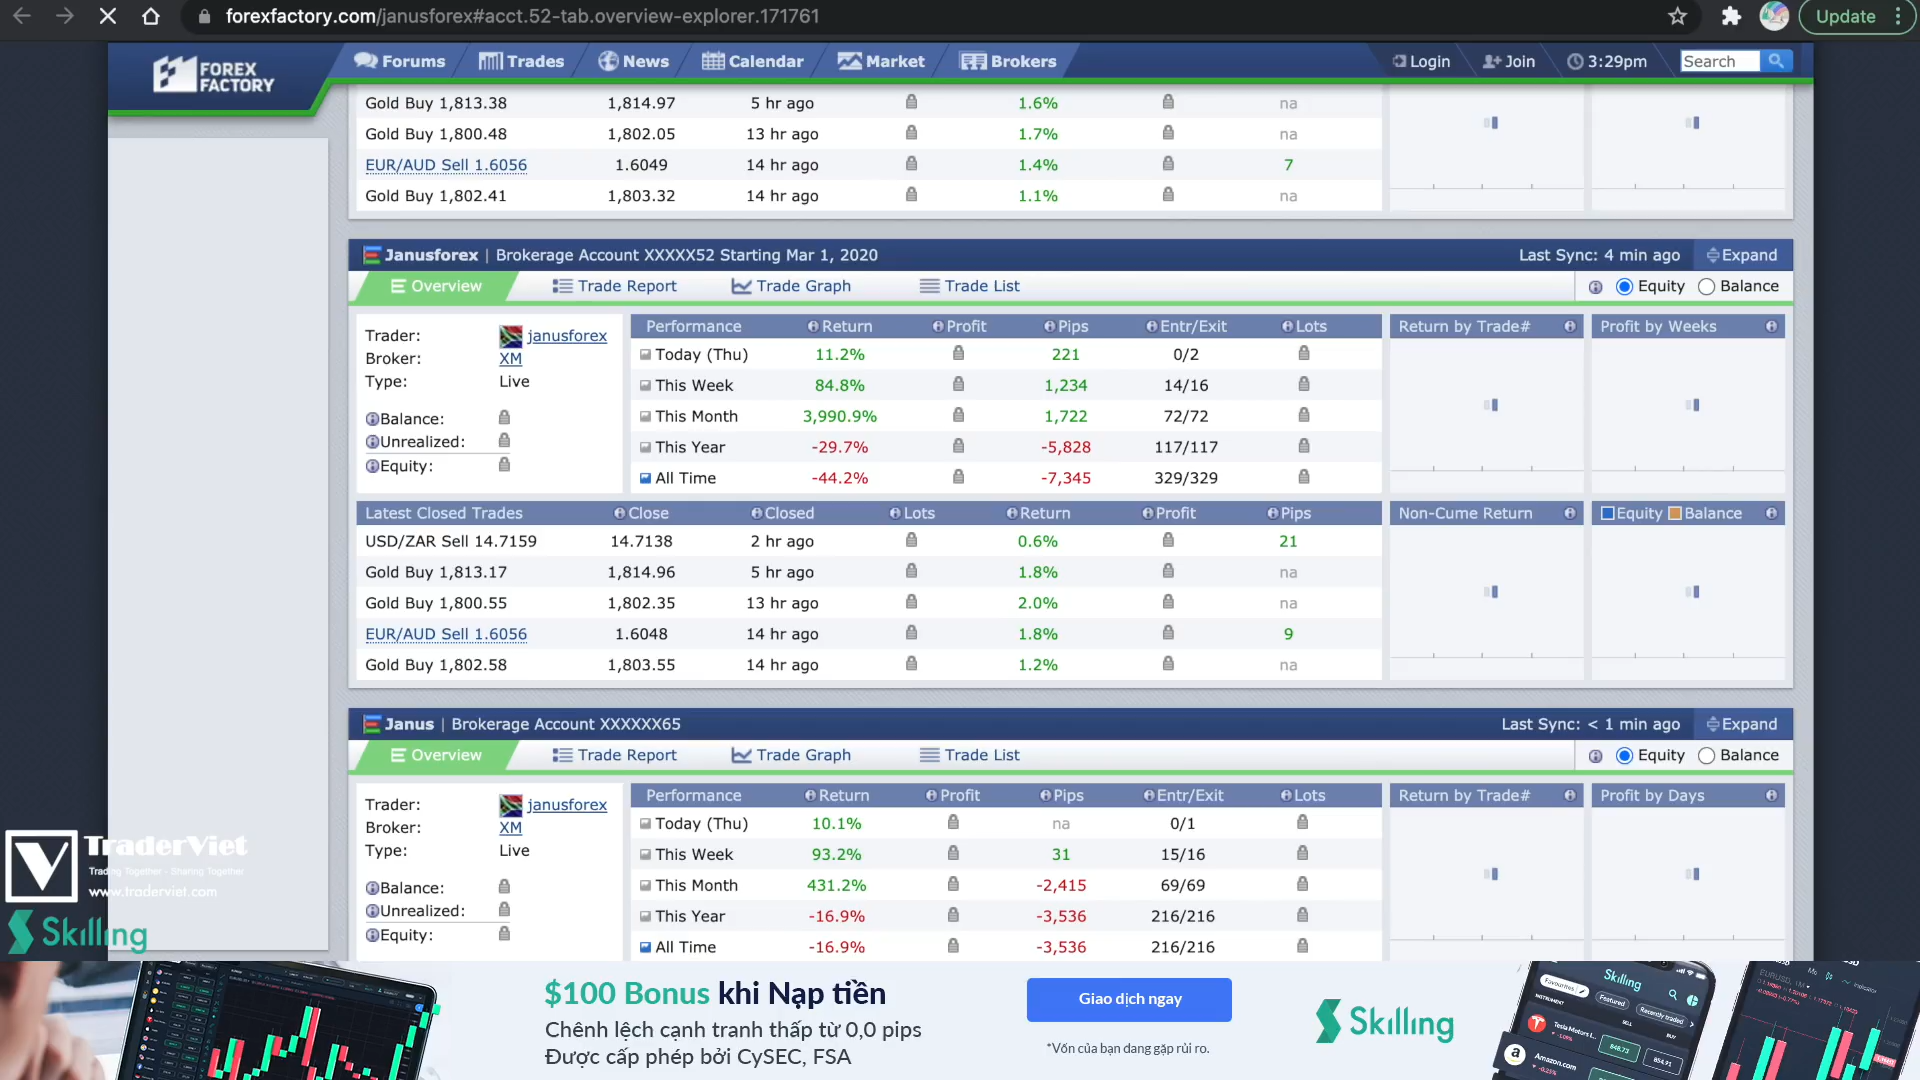 forexfactory.com/janusforex#acct.52-tab.overview-explorer.171761
Update
FOREX FACTORY
Forums Trades News Calendar Market Brokers
Login Join 3:29pm Search
Gold Buy 1,813.38 1,814.97 5 hr ago 1.6% na
Gold Buy 1,800.48 1,802.05 13 hr ago 1.7% na
EUR/AUD Sell 1.6056 1.6049 14 hr ago 1.4% 7
Gold Buy 1,802.41 1,803.32 14 hr ago 1.1% na
Janusforex | Brokerage Account XXXXX52 Starting Mar 1, 2020 Last Sync: 4 min ago Expand
Overview Trade Report Trade Graph Trade List Equity Balance
Trader: janusforex
Broker: XM
Type: Live
Balance:
Unrealized:
Equity:
Performance Return Profit Pips Entr/Exit Lots
Today (Thu) 11.2% 221 0/2
This Week 84.8% 1,234 14/16
This Month 3,990.9% 1,722 72/72
This Year -29.7% -5,828 117/117
All Time -44.2% -7,345 329/329
Return by Trade# Profit by Weeks
Latest Closed Trades Close Closed Lots Return Profit Pips
USD/ZAR Sell 14.7159 14.7138 2 hr ago 0.6% 21
Gold Buy 1,813.17 1,814.96 5 hr ago 1.8% na
Gold Buy 1,800.55 1,802.35 13 hr ago 2.0% na
EUR/AUD Sell 1.6056 1.6048 14 hr ago 1.8% 9
Gold Buy 1,802.58 1,803.55 14 hr ago 1.2% na
Non-Cume Return Equity Balance
Janus | Brokerage Account XXXXXX65 Last Sync: < 1 min ago Expand
Overview Trade Report Trade Graph Trade List Equity Balance
Trader: janusforex
Broker: XM
Type: Live
Balance:
Unrealized:
Equity:
Performance Return Profit Pips Entr/Exit Lots
Today (Thu) 10.1% na 0/1
This Week 93.2% 31 15/16
This Month 431.2% -2,415 69/69
This Year -16.9% -3,536 216/216
All Time -16.9% -3,536 216/216
Return by Trade# Profit by Days
TraderViet
Trading Together - Sharing Together
www.traderviet.com
Skilling
$100 Bonus khi Nạp tiền
Chênh lệch cạnh tranh thấp từ 0,0 pips
Được cấp phép bởi CySEC, FSA
Giao dịch ngay
*Vốn của bạn đang gặp rủi ro.
Skilling
Skilling
Favourites
Featured
Recently traded
INSTRUMENT SELL BUY
Tesla Motors
Amazon.com